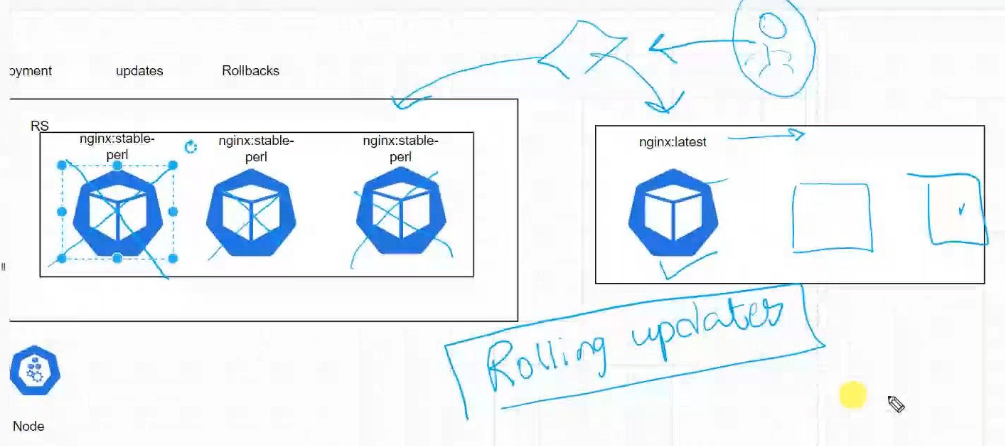 oyment
updates
Rollbacks
RS
nginx:stable-
perl
nginx:stable-
perl
nginx:stable-
perl
nginx:latest
Rolling updates
Node